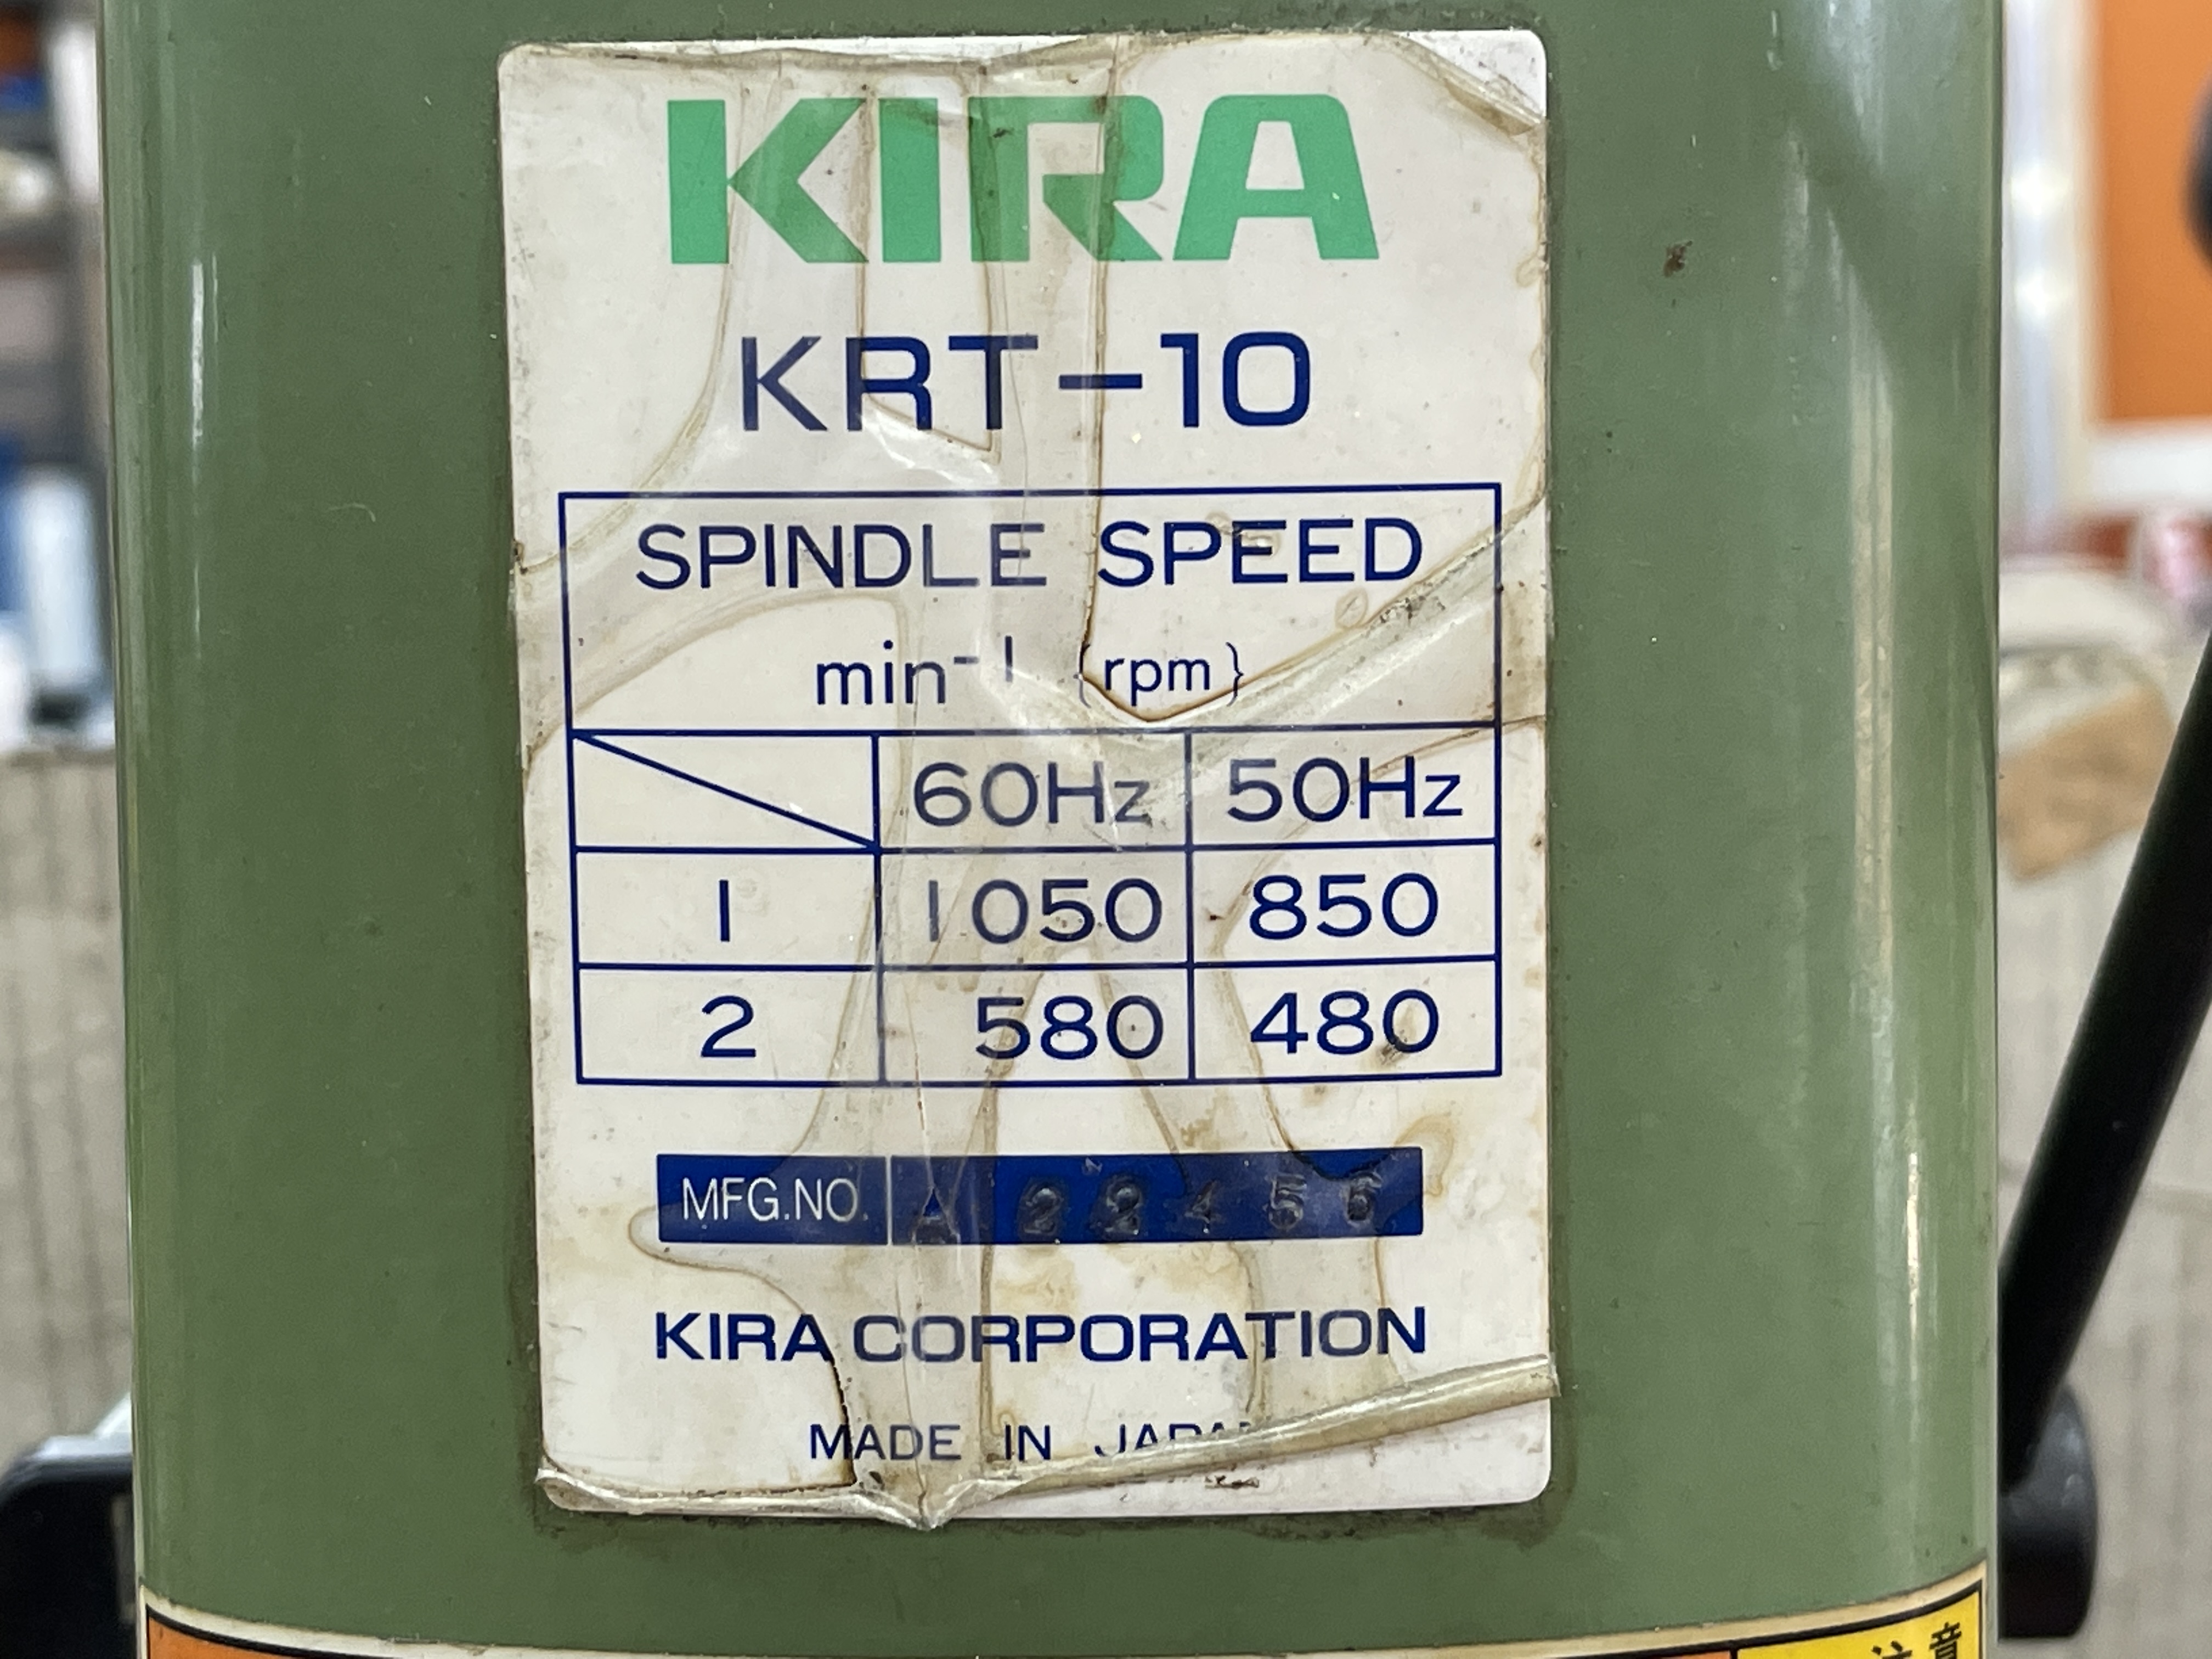 KIRA
KRT-10
SPINDLE SPEED
min⁻¹ {rpm}
60Hz 50Hz
1 1050 850
2 580 480
MFG.NO.
KIRA CORPORATION
MADE IN JAPAN
注意